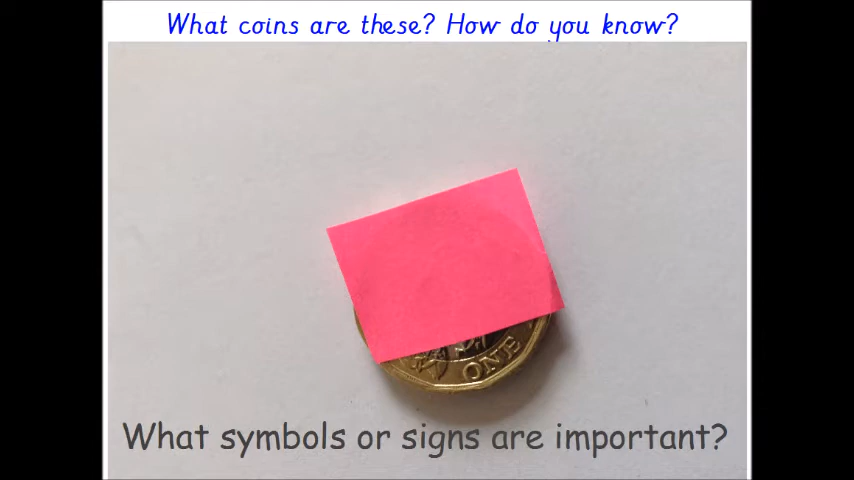 What coins are these? How do you know?
ONE
What symbols or signs are important?